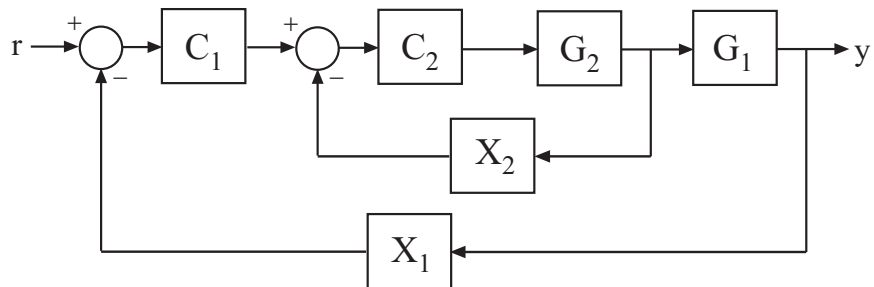 r + − C₁ + − C₂ G₂ G₁ y
X₂
X₁